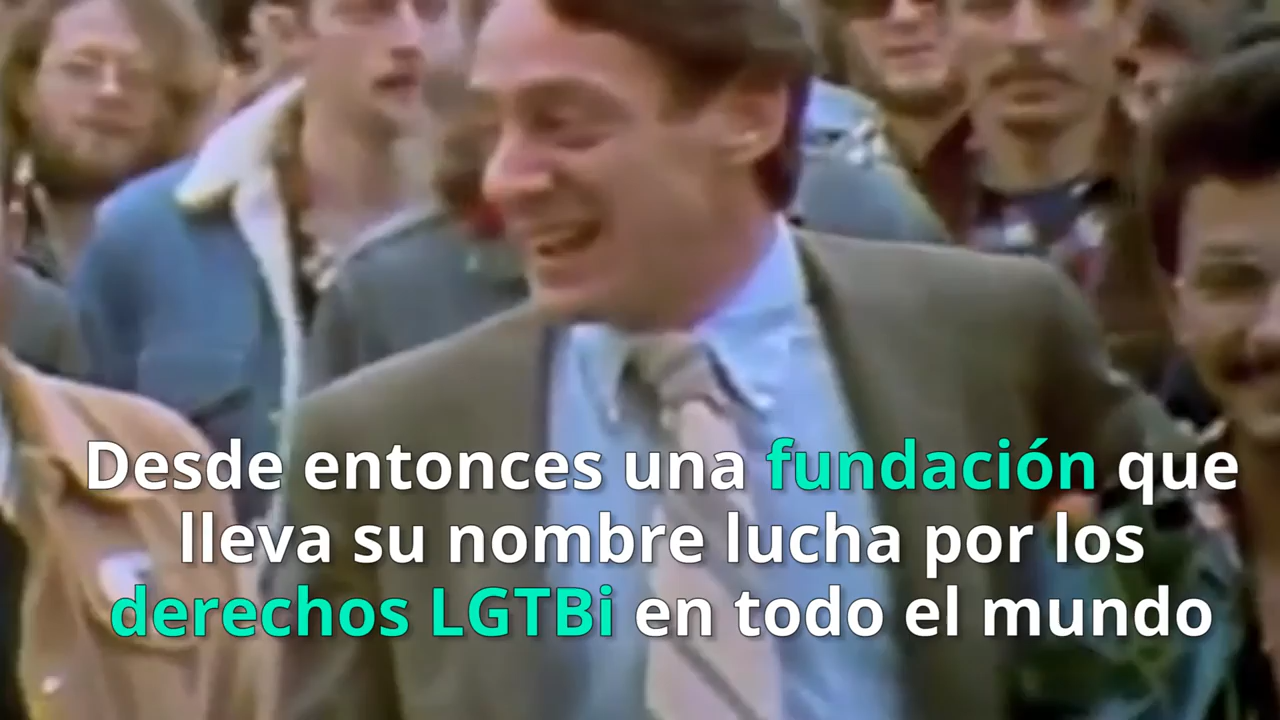 Desde entonces una fundación que
lleva su nombre lucha por los
derechos LGTBi en todo el mundo